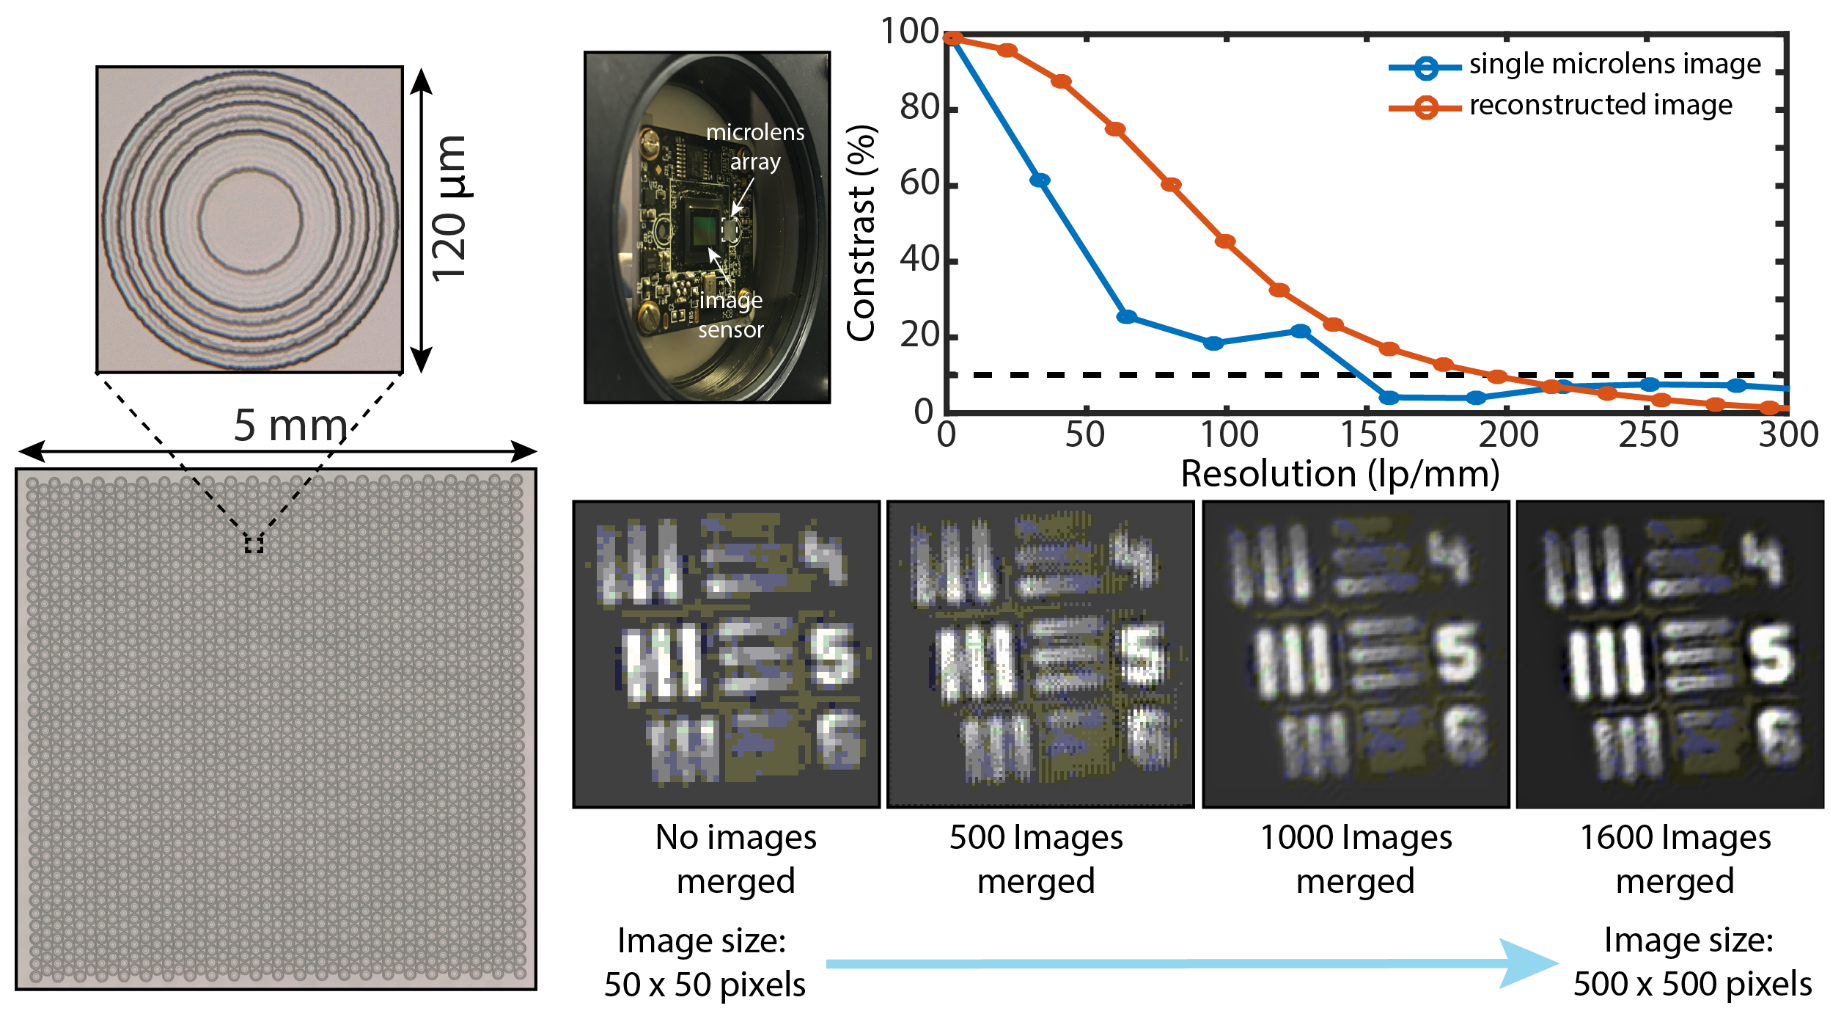 120 µm
5 mm
microlens
array
image
sensor
Constrast (%)
100
80
60
40
20
0
single microlens image
reconstructed image
0 50 100 150 200 250 300
Resolution (lp/mm)
5
6
No images
merged
500 Images
merged
1000 Images
merged
1600 Images
merged
Image size:
50 x 50 pixels
Image size:
500 x 500 pixels